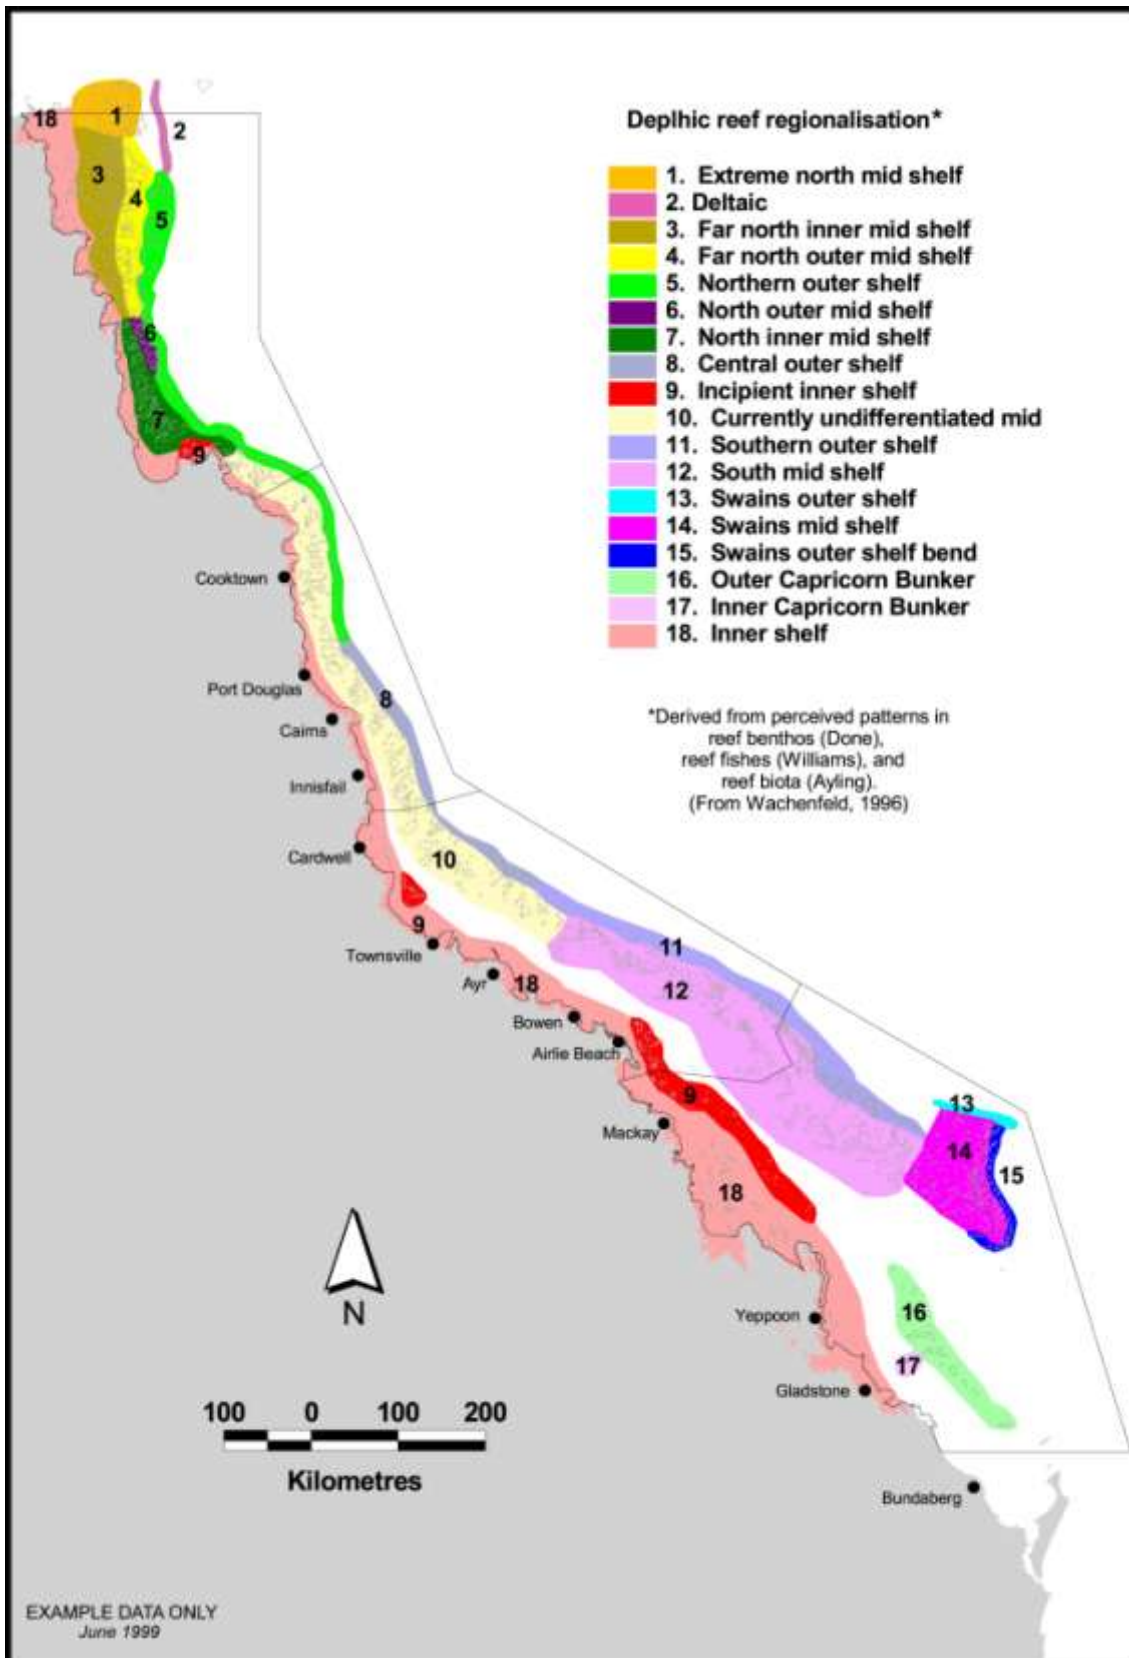 Deplhic reef regionalisation*
1. Extreme north mid shelf
2. Deltaic
3. Far north inner mid shelf
4. Far north outer mid shelf
5. Northern outer shelf
6. North outer mid shelf
7. North inner mid shelf
8. Central outer shelf
9. Incipient inner shelf
10. Currently undifferentiated mid
11. Southern outer shelf
12. South mid shelf
13. Swains outer shelf
14. Swains mid shelf
15. Swains outer shelf bend
16. Outer Capricorn Bunker
17. Inner Capricorn Bunker
18. Inner shelf
*Derived from perceived patterns in
reef benthos (Done),
reef fishes (Williams), and
reef biota (Ayling).
(From Wachenfeld, 1996)
18
1
2
3
4
5
6
7
9
Cooktown
Port Douglas
8
Cairns
Innisfail
Cardwell
10
9
Townsville
11
Ayr
18
12
Bowen
Airlie Beach
9
13
Mackay
14
15
18
16
Yeppoon
17
Gladstone
N
100 0 100 200
Kilometres
Bundaberg
EXAMPLE DATA ONLY
June 1999